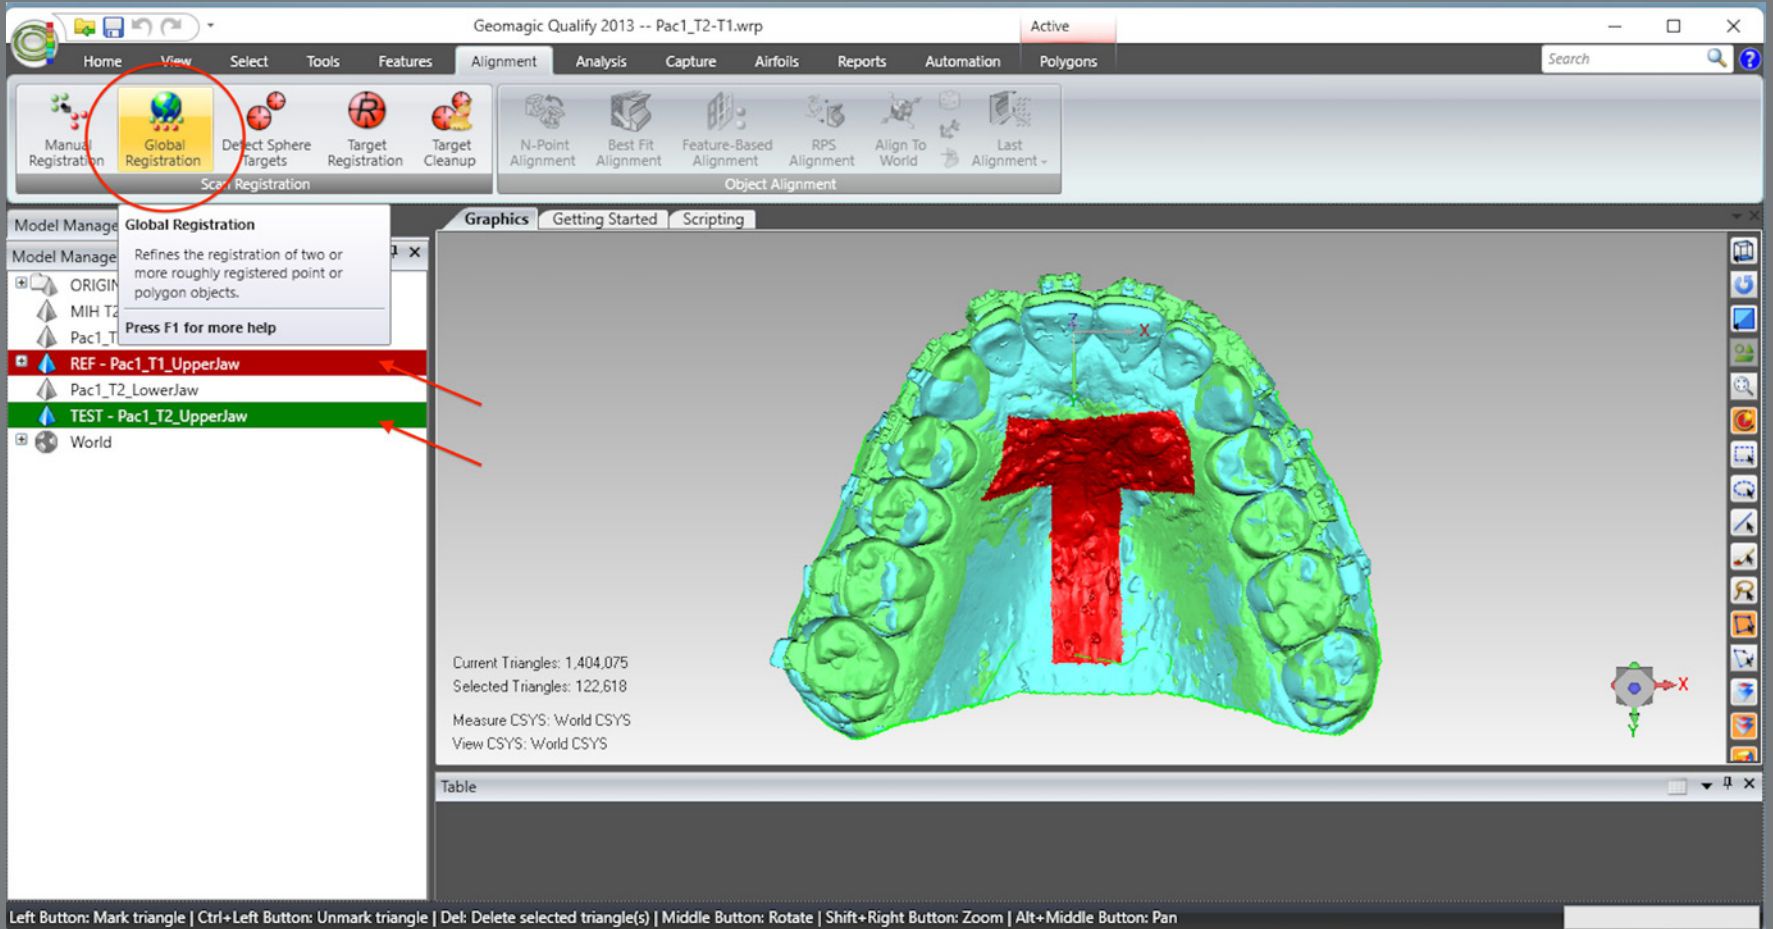 Geomagic Qualify 2013 -- Pac1_T2-T1.wrp
Active
Home View Select Tools Features Alignment Analysis Capture Airfoils Reports Automation Polygons
Search
Manual Registration
Global Registration
Detect Sphere Targets
Target Registration
Target Cleanup
N-Point Alignment
Best Fit Alignment
Feature-Based Alignment
RPS Alignment
Align To World
Last Alignment
Scan Registration
Object Alignment
Model Manage
Global Registration
Refines the registration of two or
more roughly registered point or
polygon objects.
Press F1 for more help
Graphics Getting Started Scripting
Model Manage
ORIGIN
MIH T2
Pac1_T
REF - Pac1_T1_UpperJaw
Pac1_T2_LowerJaw
TEST - Pac1_T2_UpperJaw
World
Z
X
Y
Current Triangles: 1,404,075
Selected Triangles: 122,618
Measure CSYS: World CSYS
View CSYS: World CSYS
X
Y
Table
Left Button: Mark triangle | Ctrl+Left Button: Unmark triangle | Del: Delete selected triangle(s) | Middle Button: Rotate | Shift+Right Button: Zoom | Alt+Middle Button: Pan